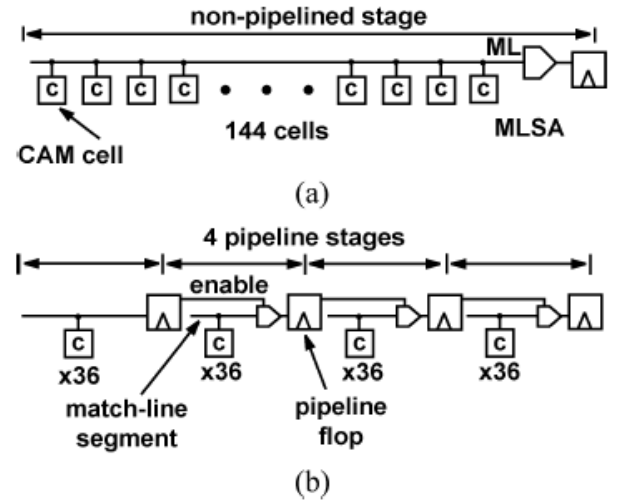 non-pipelined stage
ML
C C C C C C C C
144 cells
MLSA
CAM cell
(a)
4 pipeline stages
enable
C C C C
x36 x36 x36 x36
match-line
segment
pipeline
flop
(b)